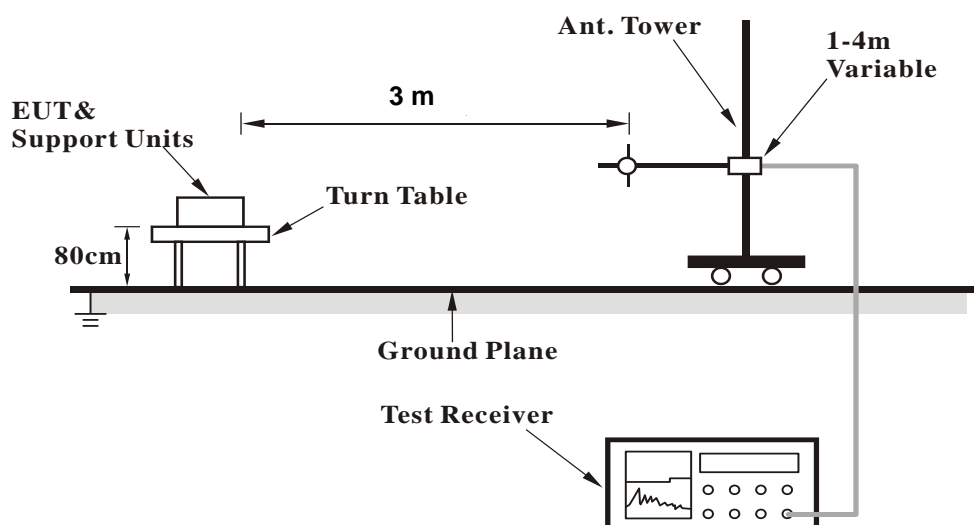 Ant. Tower
1-4m
Variable
3 m
EUT&
Support Units
Turn Table
80cm
Ground Plane
Test Receiver